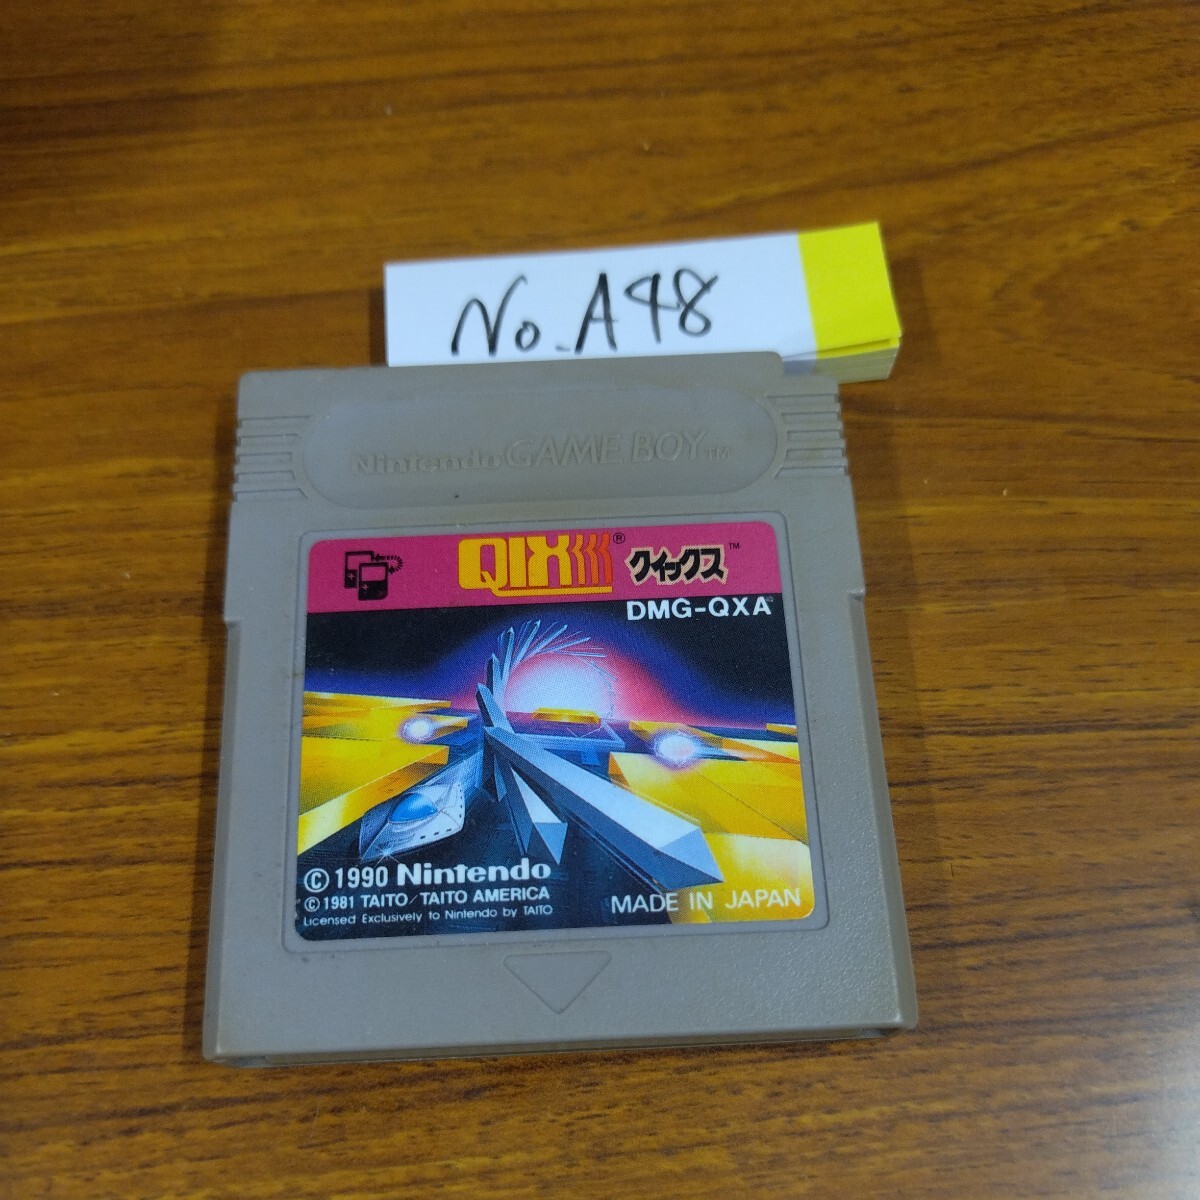 No. A48
Nintendo GAME BOY™
QIX® クイックス™
DMG-QXA
©1990 Nintendo
©1981 TAITO/TAITO AMERICA
Licensed Exclusively to Nintendo by TAITO
MADE IN JAPAN